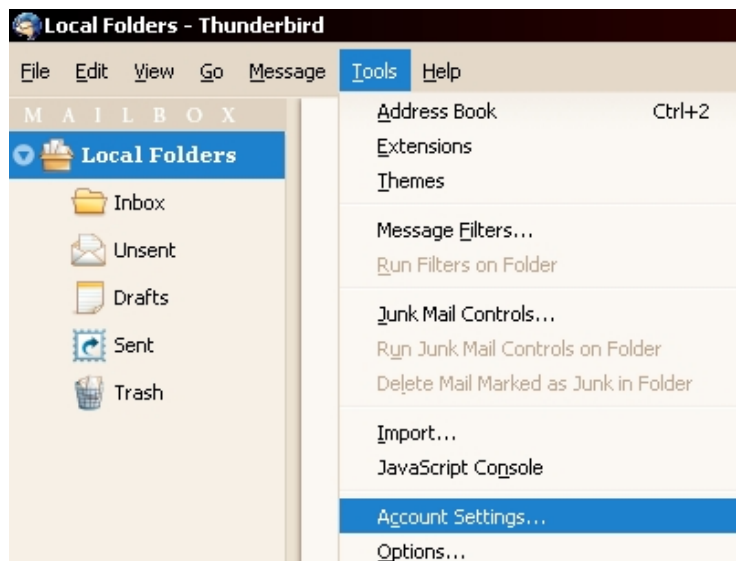 Local Folders - Thunderbird
File Edit View Go Message Tools Help
M A I L B O X
Local Folders
Inbox
Unsent
Drafts
Sent
Trash
Address Book Ctrl+2
Extensions
Themes
Message Filters...
Run Filters on Folder
Junk Mail Controls...
Run Junk Mail Controls on Folder
Delete Mail Marked as Junk in Folder
Import...
JavaScript Console
Account Settings...
Options...